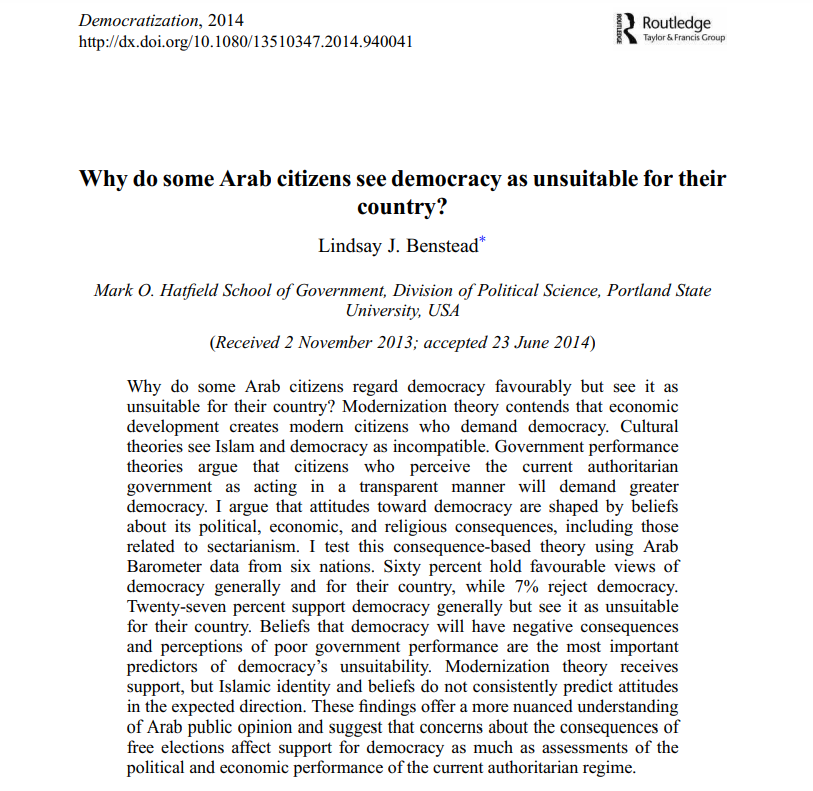 Democratization, 2014
http://dx.doi.org/10.1080/13510347.2014.940041
ROUTLEDGE
Routledge
Taylor & Francis Group
Why do some Arab citizens see democracy as unsuitable for their
country?
Lindsay J. Benstead*
Mark O. Hatfield School of Government, Division of Political Science, Portland State
University, USA
(Received 2 November 2013; accepted 23 June 2014)
Why do some Arab citizens regard democracy favourably but see it as
unsuitable for their country? Modernization theory contends that economic
development creates modern citizens who demand democracy. Cultural
theories see Islam and democracy as incompatible. Government performance
theories argue that citizens who perceive the current authoritarian
government as acting in a transparent manner will demand greater
democracy. I argue that attitudes toward democracy are shaped by beliefs
about its political, economic, and religious consequences, including those
related to sectarianism. I test this consequence-based theory using Arab
Barometer data from six nations. Sixty percent hold favourable views of
democracy generally and for their country, while 7% reject democracy.
Twenty-seven percent support democracy generally but see it as unsuitable
for their country. Beliefs that democracy will have negative consequences
and perceptions of poor government performance are the most important
predictors of democracy's unsuitability. Modernization theory receives
support, but Islamic identity and beliefs do not consistently predict attitudes
in the expected direction. These findings offer a more nuanced understanding
of Arab public opinion and suggest that concerns about the consequences of
free elections affect support for democracy as much as assessments of the
political and economic performance of the current authoritarian regime.